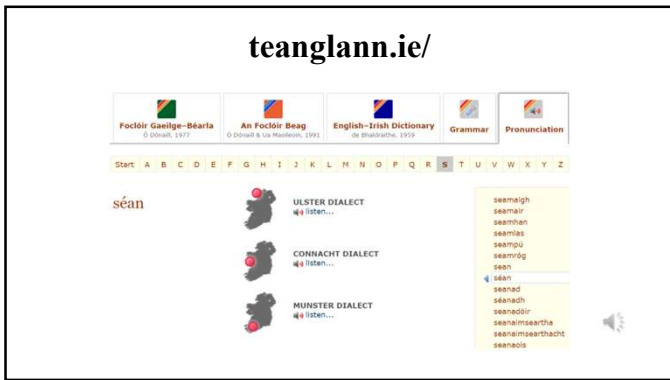 teanglann.ie/
Foclóir Gaeilge–Béarla
Ó Dónaill, 1977
An Foclóir Beag
Ó Dónaill & Ua Maoileoin, 1991
English–Irish Dictionary
de Bhaldraithe, 1959
Grammar
Pronunciation
Start A B C D E F G H I J K L M N O P Q R S T U V W X Y Z
séan
ULSTER DIALECT
listen...
CONNACHT DIALECT
listen...
MUNSTER DIALECT
listen...
seamaigh
seamair
seamhan
seamlas
seampú
seamróg
sean
séan
seanad
séanadh
seanadóir
seanaimseartha
seanaimsearthacht
seanaois